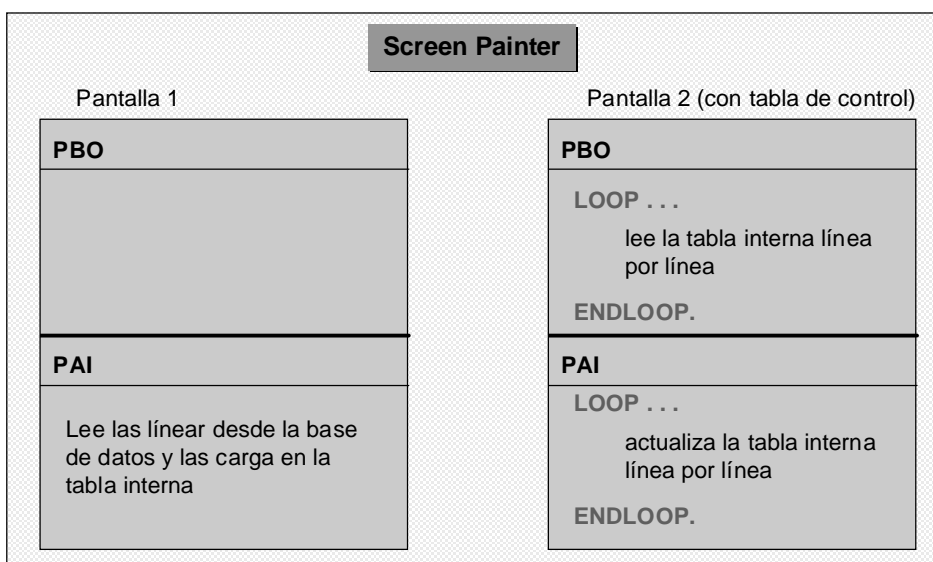 Screen Painter
Pantalla 1
PBO
PAI
Lee las línear desde la base
de datos y las carga en la
tabla interna
Pantalla 2 (con tabla de control)
PBO
LOOP . . .
lee la tabla interna línea
por línea
ENDLOOP.
PAI
LOOP . . .
actualiza la tabla interna
línea por línea
ENDLOOP.